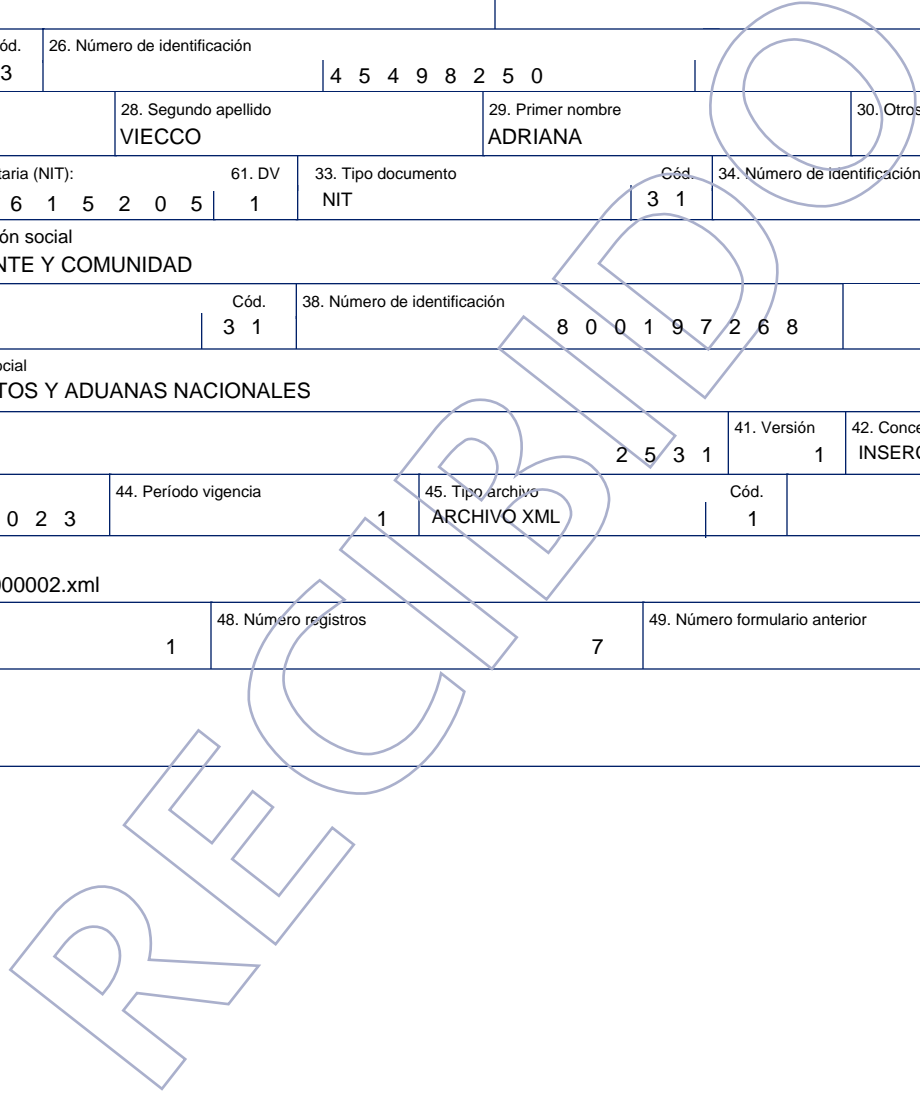 ód. 26. Número de identificación
3 4 5 4 9 8 2 5 0
28. Segundo apellido 29. Primer nombre 30. Otros
VIECCO ADRIANA
taria (NIT): 61. DV 33. Tipo documento Cód. 34. Número de identificación
6 1 5 2 0 5 1 NIT 3 1
ón social
NTE Y COMUNIDAD
Cód. 38. Número de identificación
3 1 8 0 0 1 9 7 2 6 8
ocial
TOS Y ADUANAS NACIONALES
41. Versión 42. Conce
2 5 3 1 1 INSERC
44. Período vigencia 45. Tipo archivo Cód.
0 2 3 1 ARCHIVO XML 1
000002.xml
48. Número registros 49. Número formulario anterior
1 7
RECIBIDO